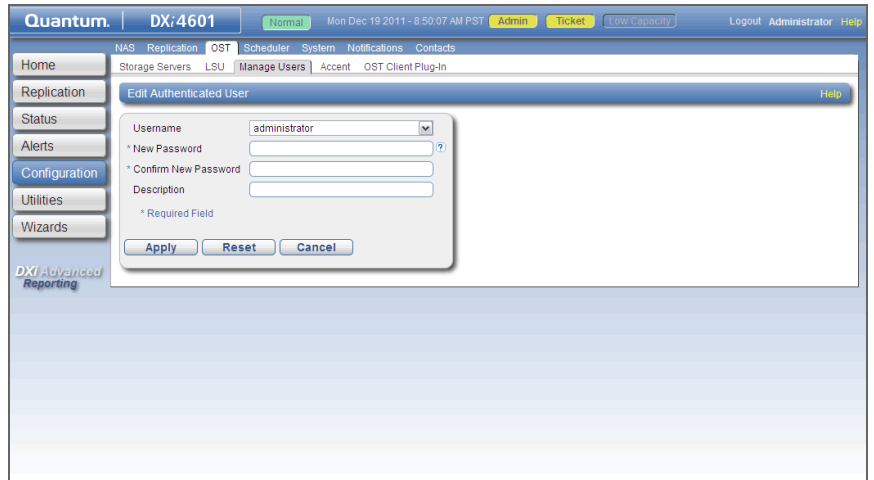 Quantum. DXi4601 Normal Mon Dec 19 2011 - 8:50:07 AM PST Admin Ticket Low Capacity Logout Administrator Help
NAS Replication OST Scheduler System Notifications Contacts
Storage Servers LSU Manage Users Accent OST Client Plug-In
Home
Replication
Status
Alerts
Configuration
Utilities
Wizards
DXi Advanced
Reporting
Edit Authenticated User Help
Username administrator
* New Password ?
* Confirm New Password
Description
* Required Field
Apply Reset Cancel